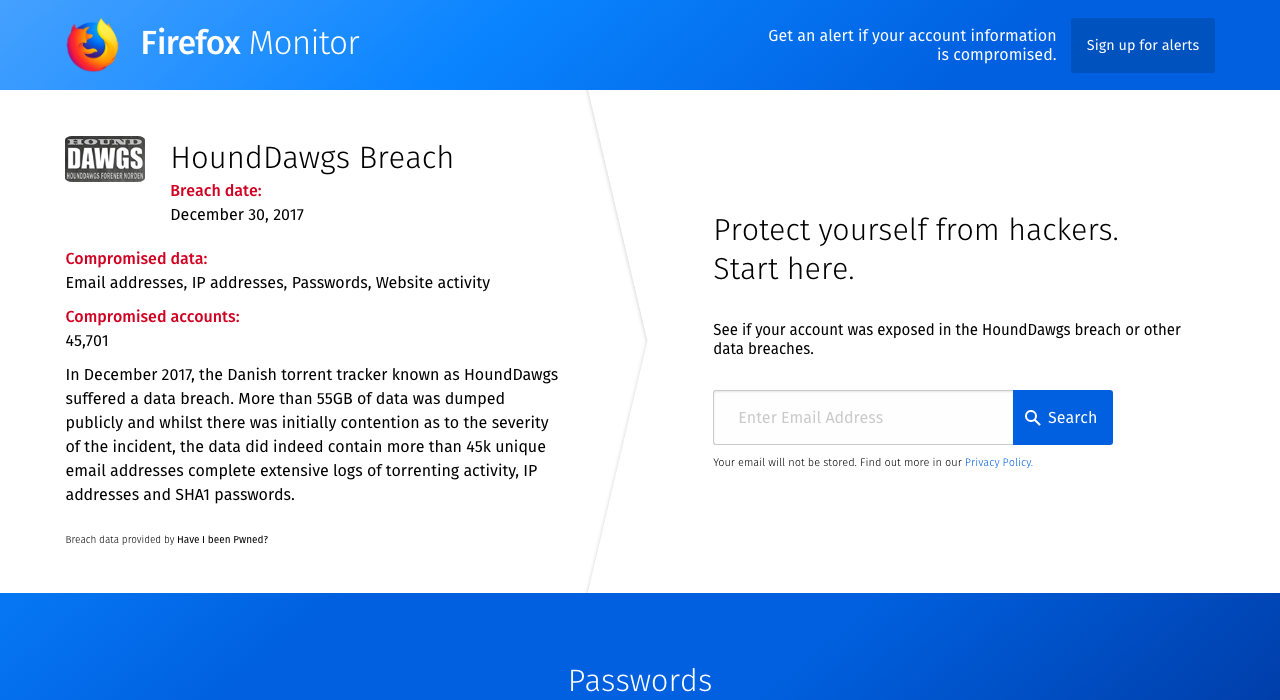 Firefox Monitor
Get an alert if your account information
is compromised.
Sign up for alerts
HOUND
DAWGS
HOUNDDAWGS FORENER NORDEN
HoundDawgs Breach
Breach date:
December 30, 2017
Compromised data:
Email addresses, IP addresses, Passwords, Website activity
Compromised accounts:
45,701
In December 2017, the Danish torrent tracker known as HoundDawgs
suffered a data breach. More than 55GB of data was dumped
publicly and whilst there was initially contention as to the severity
of the incident, the data did indeed contain more than 45k unique
email addresses complete extensive logs of torrenting activity, IP
addresses and SHA1 passwords.
Breach data provided by Have I been Pwned?
Protect yourself from hackers.
Start here.
See if your account was exposed in the HoundDawgs breach or other
data breaches.
Enter Email Address
Search
Your email will not be stored. Find out more in our Privacy Policy.
Passwords